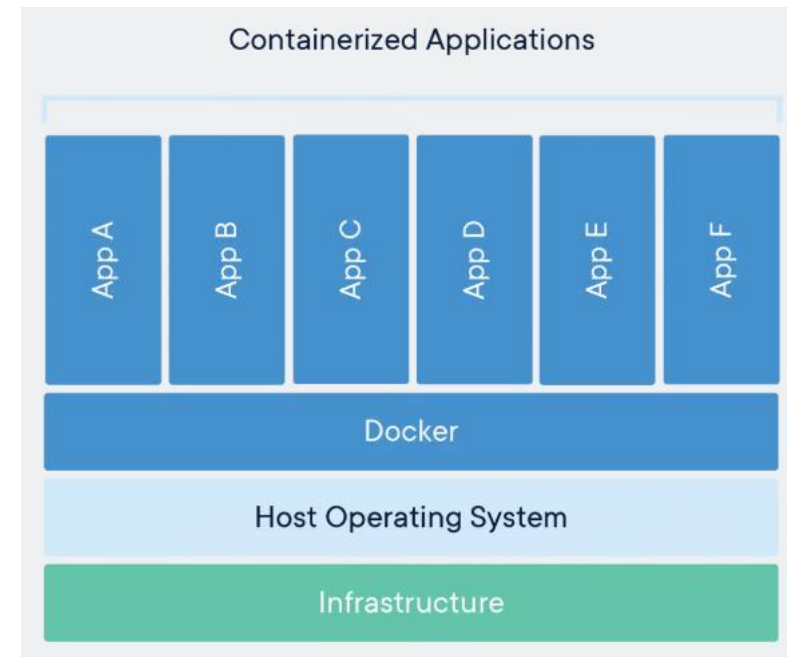 Containerized Applications
App A
App B
App C
App D
App E
App F
Docker
Host Operating System
Infrastructure